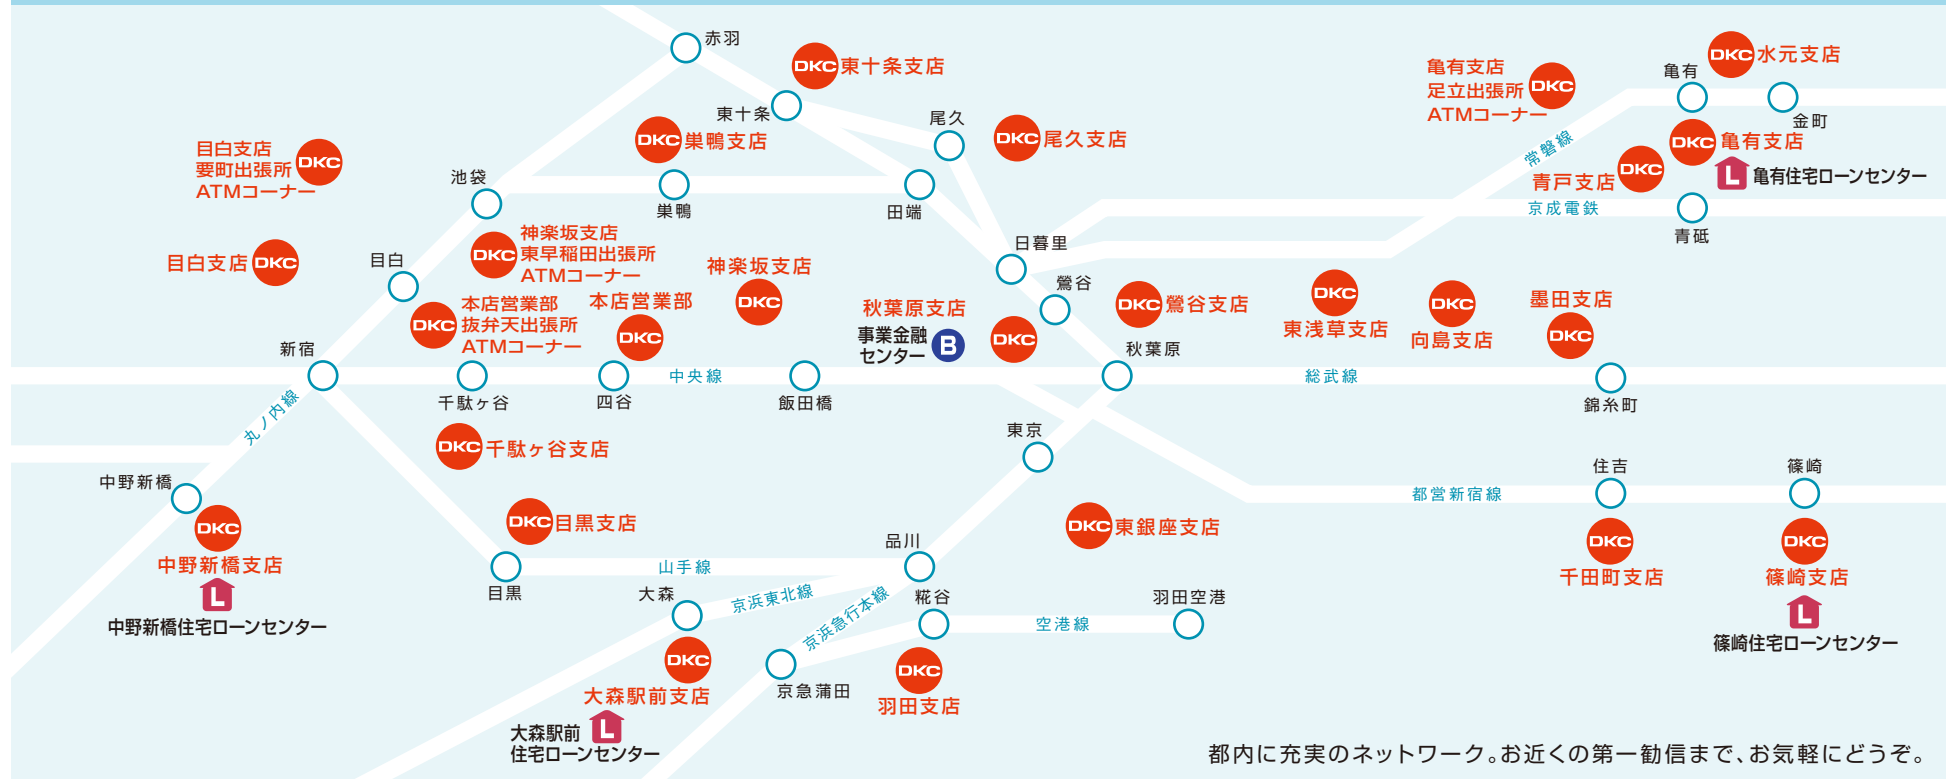 赤羽
DKC 東十条支店
東十条
尾久
DKC 尾久支店
DKC 巣鴨支店
巣鴨
田端
池袋
目白支店
要町出張所
ATMコーナー
DKC
目白支店 DKC
目白
DKC
神楽坂支店
東早稲田出張所
ATMコーナー
DKC
本店営業部
抜弁天出張所
ATMコーナー
本店営業部
DKC
神楽坂支店
DKC
秋葉原支店
DKC
事業金融
センター
B
日暮里
鶯谷
DKC 鶯谷支店
秋葉原
DKC
東浅草支店
DKC
向島支店
墨田支店
DKC
亀有支店
足立出張所
ATMコーナー
DKC
常磐線
亀有
DKC 水元支店
金町
DKC 亀有支店
L 亀有住宅ローンセンター
青戸支店 DKC
京成電鉄
青砥
新宿
千駄ヶ谷
四谷
中央線
飯田橋
総武線
錦糸町
丸ノ内線
DKC 千駄ヶ谷支店
中野新橋
DKC
中野新橋支店
L
中野新橋住宅ローンセンター
東京
DKC 目黒支店
目黒
山手線
品川
DKC 東銀座支店
都営新宿線
住吉
DKC
千田町支店
篠崎
DKC
篠崎支店
L
篠崎住宅ローンセンター
大森
京浜東北線
京浜急行本線
DKC
大森駅前支店
L
大森駅前
住宅ローンセンター
京急蒲田
糀谷
空港線
羽田空港
DKC
羽田支店
都内に充実のネットワーク。お近くの第一勧信まで、お気軽にどうぞ。